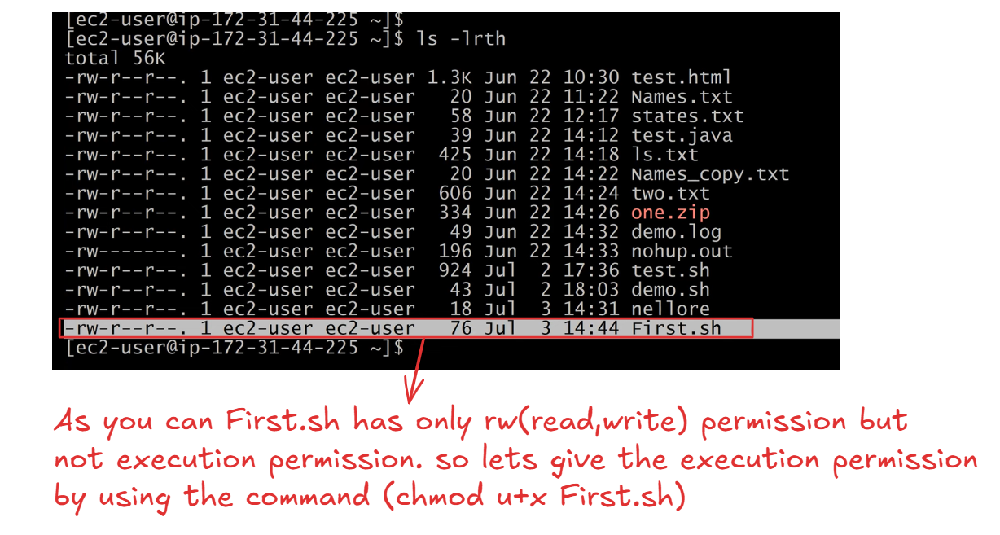 [ec2-user@ip-172-31-44-225 ~]$
[ec2-user@ip-172-31-44-225 ~]$ ls -lrth
total 56K
-rw-r--r--. 1 ec2-user ec2-user 1.3K Jun 22 10:30 test.html
-rw-r--r--. 1 ec2-user ec2-user   20 Jun 22 11:22 Names.txt
-rw-r--r--. 1 ec2-user ec2-user   58 Jun 22 12:17 states.txt
-rw-r--r--. 1 ec2-user ec2-user   39 Jun 22 14:12 test.java
-rw-r--r--. 1 ec2-user ec2-user  425 Jun 22 14:18 ls.txt
-rw-r--r--. 1 ec2-user ec2-user   20 Jun 22 14:22 Names_copy.txt
-rw-r--r--. 1 ec2-user ec2-user  606 Jun 22 14:24 two.txt
-rw-r--r--. 1 ec2-user ec2-user  334 Jun 22 14:26 one.zip
-rw-r--r--. 1 ec2-user ec2-user   49 Jun 22 14:32 demo.log
-rw-------. 1 ec2-user ec2-user  196 Jun 22 14:33 nohup.out
-rw-r--r--. 1 ec2-user ec2-user  924 Jul  2 17:36 test.sh
-rw-r--r--. 1 ec2-user ec2-user   43 Jul  2 18:03 demo.sh
-rw-r--r--. 1 ec2-user ec2-user   18 Jul  3 14:31 nellore
-rw-r--r--. 1 ec2-user ec2-user   76 Jul  3 14:44 First.sh
[ec2-user@ip-172-31-44-225 ~]$
As you can First.sh has only rw(read,write) permission but
not execution permission. so lets give the execution permission
by using the command (chmod u+x First.sh)